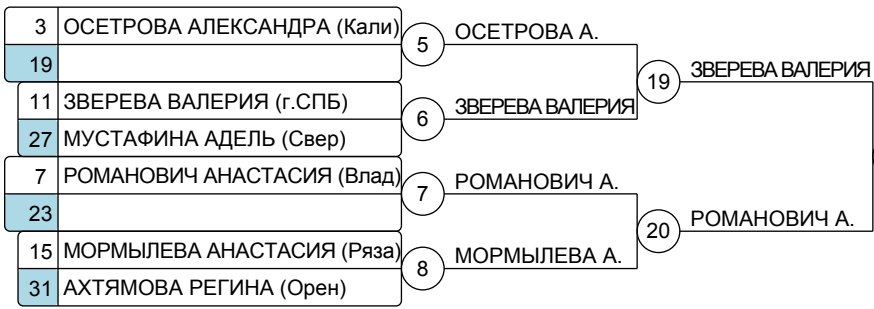 3 ОСЕТРОВА АЛЕКСАНДРА (Кали)
19
5 ОСЕТРОВА А.
11 ЗВЕРЕВА ВАЛЕРИЯ (г.СПБ)
27 МУСТАФИНА АДЕЛЬ (Свер)
6 ЗВЕРЕВА ВАЛЕРИЯ
19 ЗВЕРЕВА ВАЛЕРИЯ
7 РОМАНОВИЧ АНАСТАСИЯ (Влад)
23
7 РОМАНОВИЧ А.
15 МОРМЫЛЕВА АНАСТАСИЯ (Ряза)
31 АХТЯМОВА РЕГИНА (Орен)
8 МОРМЫЛЕВА А.
20 РОМАНОВИЧ А.